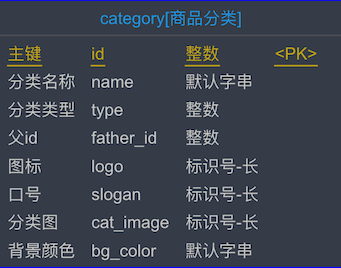 category[商品分类]
主键 id 整数 <PK>
分类名称 name 默认字串
分类类型 type 整数
父id father_id 整数
图标 logo 标识号-长
口号 slogan 标识号-长
分类图 cat_image 标识号-长
背景颜色 bg_color 默认字串